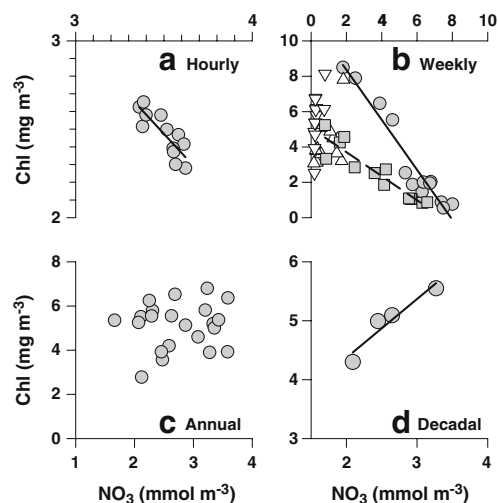 3 4
0 2 4 6 8
Chl (mg m⁻³)
3
2
a Hourly
10
8
6
4
2
0
b Weekly
Chl (mg m⁻³)
8
6
4
2
0
c Annual
6
5
4
3
d Decadal
1 2 3 4
2 3 4
NO₃ (mmol m⁻³)
NO₃ (mmol m⁻³)